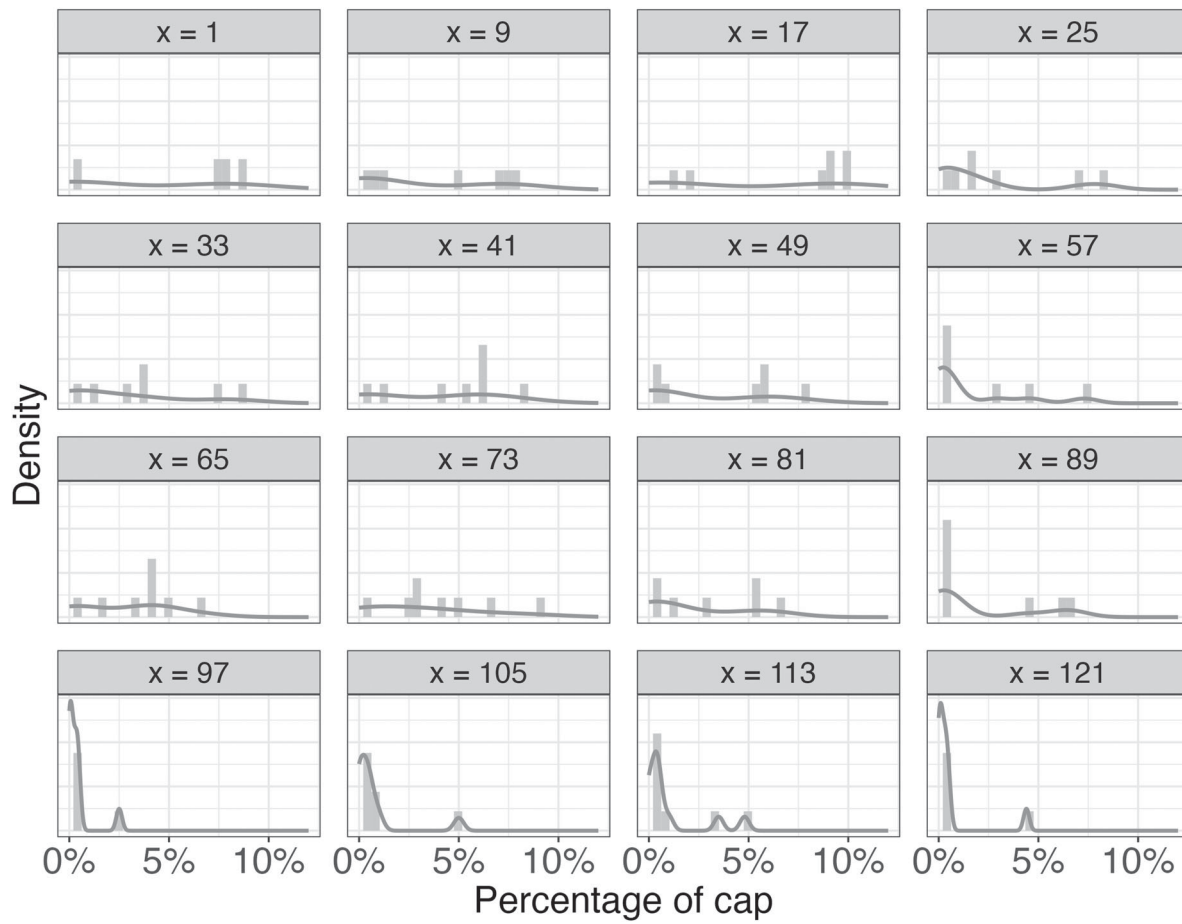 x = 1
x = 9
x = 17
x = 25
x = 33
x = 41
x = 49
x = 57
Density
x = 65
x = 73
x = 81
x = 89
x = 97
x = 105
x = 113
x = 121
0% 5% 10% 0% 5% 10% 0% 5% 10% 0% 5% 10%
Percentage of cap